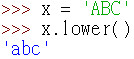 >>> x = 'ABC'
>>> x.lower()
'abc'